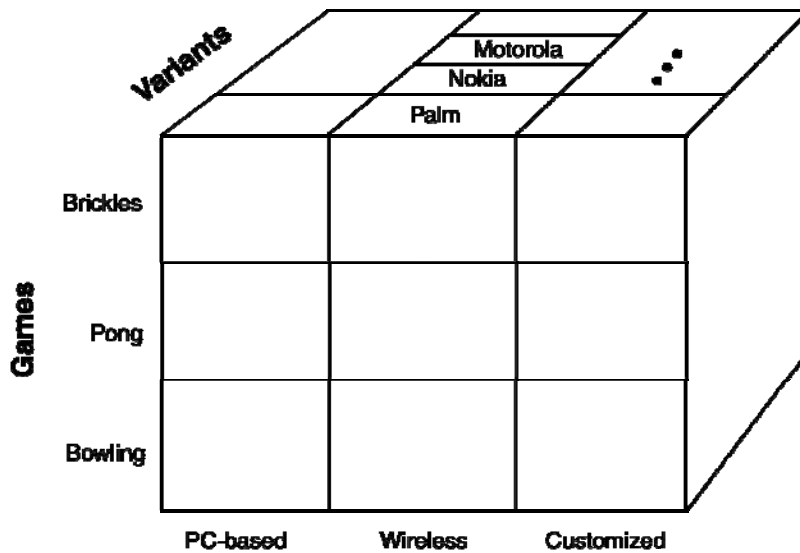 Variants
Motorola
Nokia
Palm
Brickles
Games
Pong
Bowling
PC-based Wireless Customized